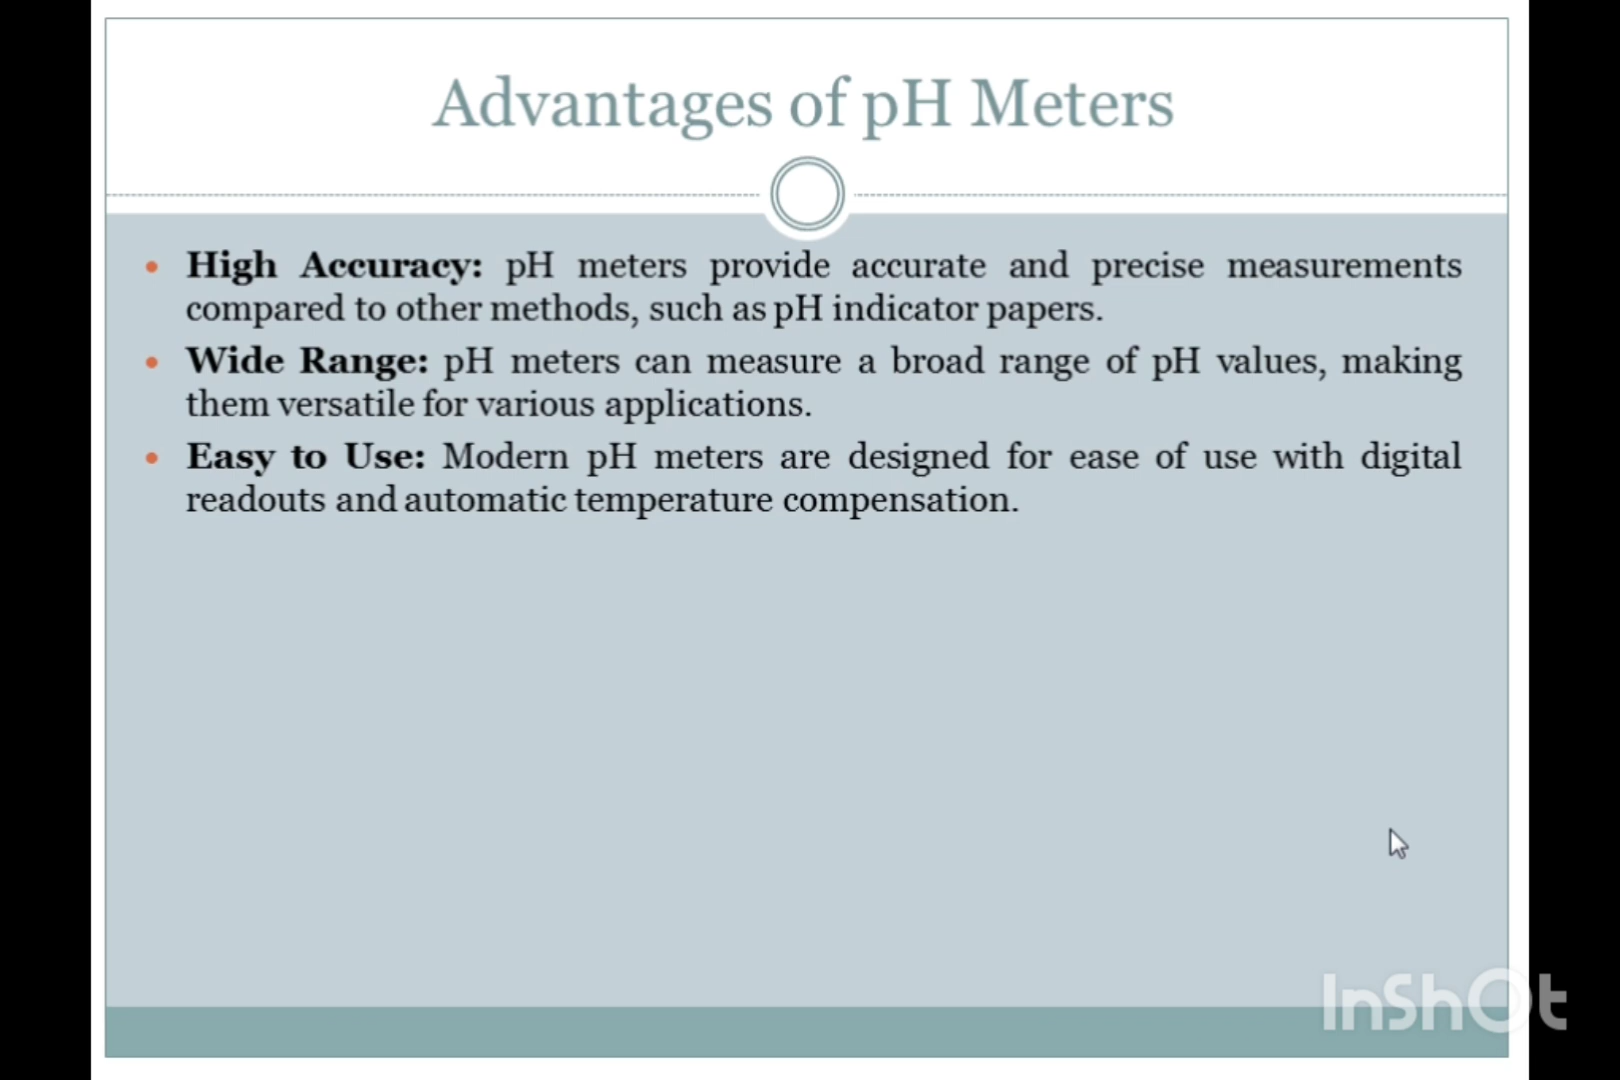 Advantages of pH Meters
• High Accuracy: pH meters provide accurate and precise measurements
compared to other methods, such as pH indicator papers.
• Wide Range: pH meters can measure a broad range of pH values, making
them versatile for various applications.
• Easy to Use: Modern pH meters are designed for ease of use with digital
readouts and automatic temperature compensation.
InShOt